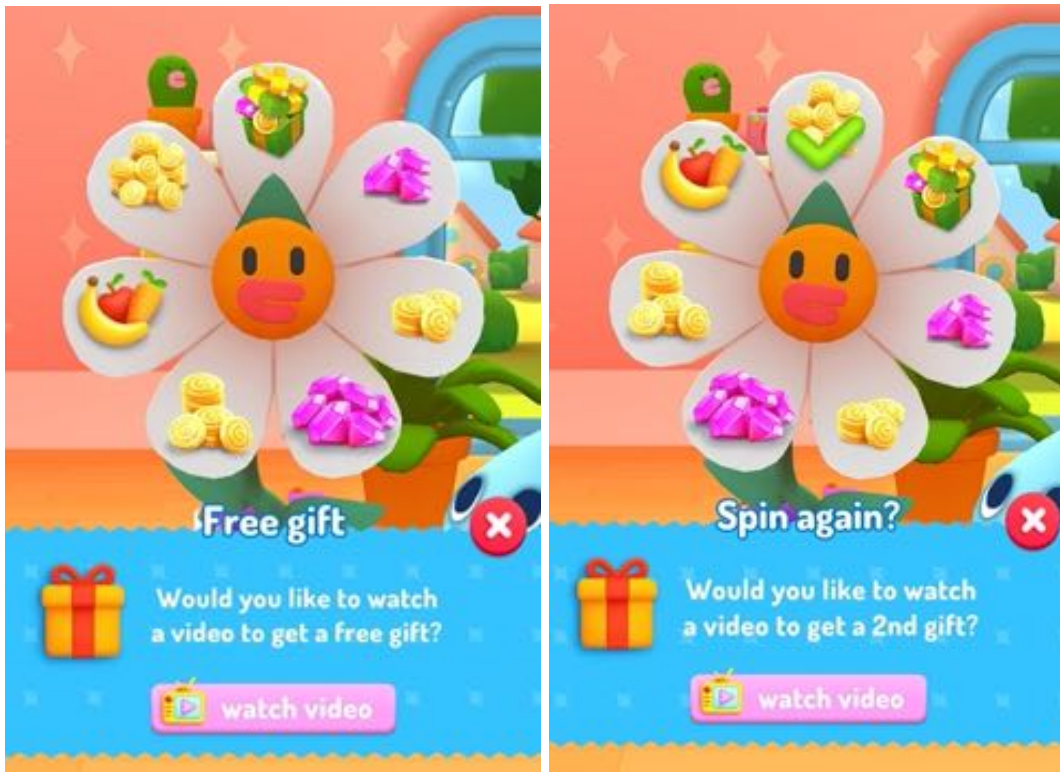 Free gift
Would you like to watch
a video to get a free gift?
watch video
Spin again?
Would you like to watch
a video to get a 2nd gift?
watch video